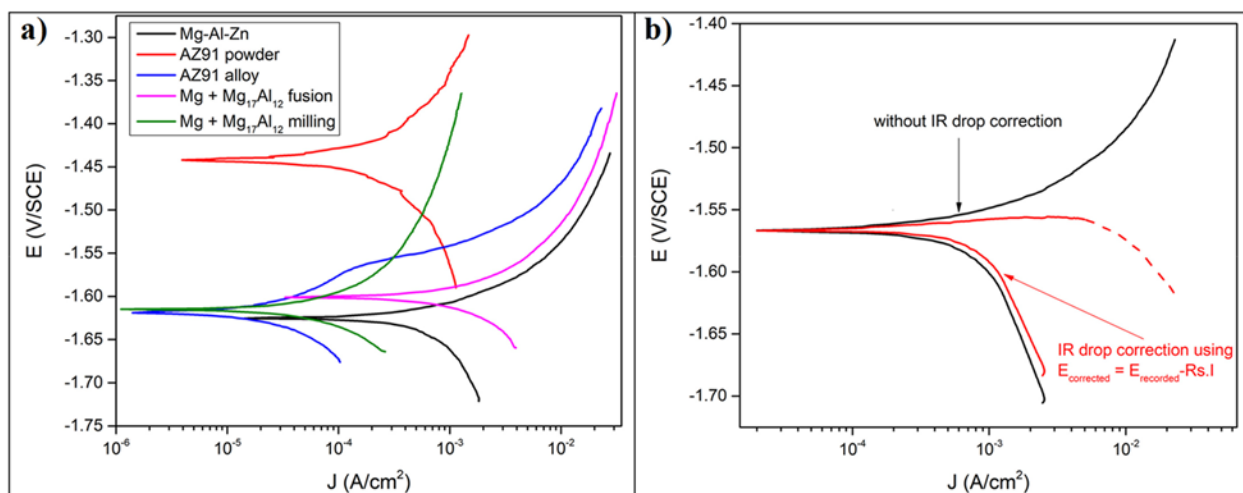 a)
Mg-Al-Zn
AZ91 powder
AZ91 alloy
Mg + Mg₁₇Al₁₂ fusion
Mg + Mg₁₇Al₁₂ milling
-1.30
-1.35
-1.40
-1.45
-1.50
-1.55
-1.60
-1.65
-1.70
-1.75
E (V/SCE)
10⁻⁶
10⁻⁵
10⁻⁴
10⁻³
10⁻²
J (A/cm²)
b)
-1.40
-1.45
-1.50
-1.55
-1.60
-1.65
-1.70
E (V/SCE)
without IR drop correction
IR drop correction using
E_corrected = E_recorded-Rs.I
10⁻⁴
10⁻³
10⁻²
J (A/cm²)